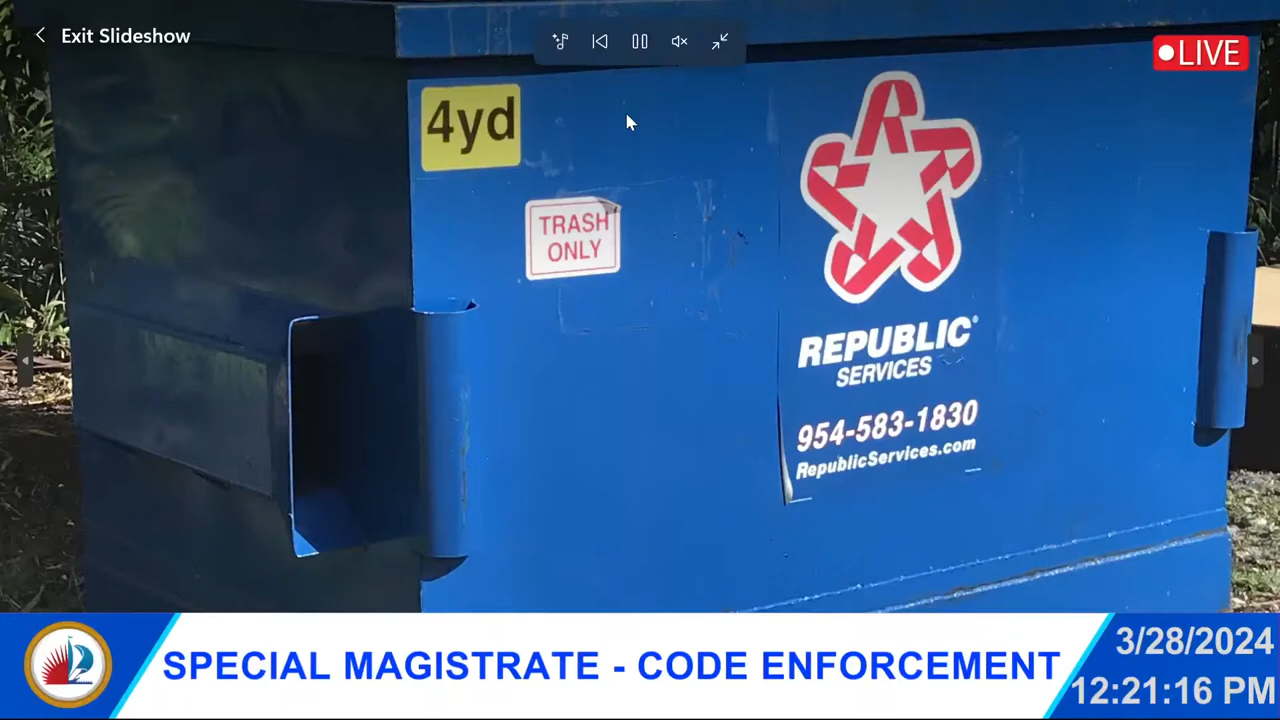 Exit Slideshow
LIVE
4yd
TRASH
ONLY
REPUBLIC®
SERVICES
954-583-1830
RepublicServices.com
SPECIAL MAGISTRATE - CODE ENFORCEMENT
3/28/2024
12:21:16 PM